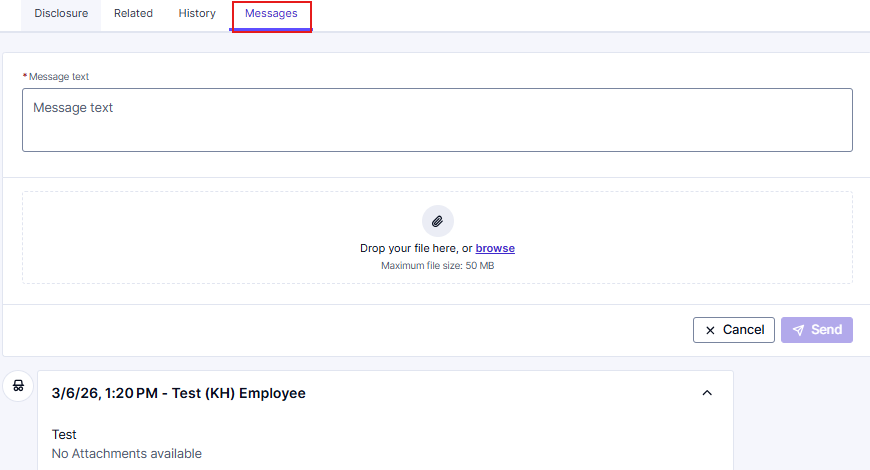 Disclosure Related History Messages
*Message text
Message text
Drop your file here, or browse
Maximum file size: 50 MB
Cancel Send
3/6/26, 1:20 PM - Test (KH) Employee
Test
No Attachments available